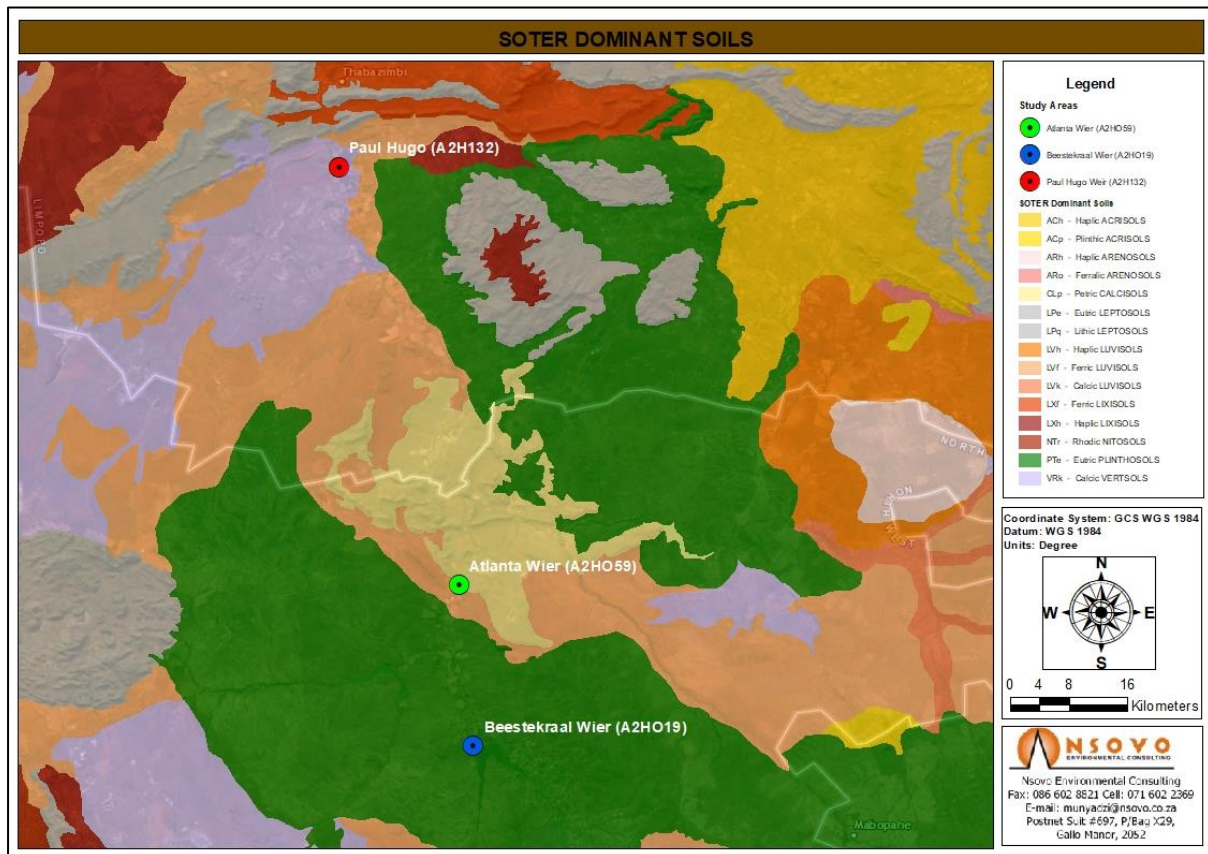 SOTER DOMINANT SOILS
Thabazimbi
Paul Hugo (A2H132)
LIMPOPO
NORTH
WEST
Atlanta Wier (A2HO59)
Beestekraal Wier (A2HO19)
Mabopane
Legend
Study Areas
Atlanta Wier (A2HO59)
Beestekraal Wier (A2HO19)
Paul Hugo Weir (A2H132)
SOTER Dominant Soils
ACh - Haplic ACRISOLS
ACp - Plinthic ACRISOLS
ARh - Haplic ARENOSOLS
ARo - Ferralic ARENOSOLS
CLp - Petric CALCISOLS
LPe - Eutric LEPTOSOLS
LPq - Lithic LEPTOSOLS
LVh - Haplic LUVISOLS
LVf - Ferric LUVISOLS
LVk - Calcic LUVISOLS
LXf - Ferric LIXISOLS
LXh - Haplic LIXISOLS
NTr - Rhodic NITOSOLS
PTe - Eutric PLINTHOSOLS
VRk - Calcic VERTSOLS
Coordinate System: GCS WGS 1984
Datum: WGS 1984
Units: Degree
N
W E
S
0 4 8 16
Kilometers
NSOVO
ENVIRONMENTAL CONSULTING
Nsovo Environmental Consulting
Fax: 086 602 8821 Cell: 071 602 2369
E-mail: munyadzi@nsovo.co.za
Postnet Suit #697, P/Bag X29,
Gallo Manor, 2052